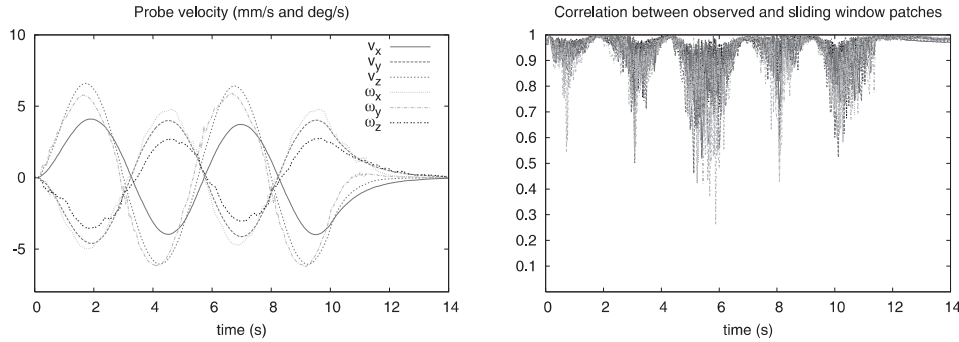 Probe velocity (mm/s and deg/s)
10
5
0
-5
0 2 4 6 8 10 12 14
time (s)
vx
vy
vz
ωx
ωy
ωz
Correlation between observed and sliding window patches
1
0.9
0.8
0.7
0.6
0.5
0.4
0.3
0.2
0.1
0 2 4 6 8 10 12 14
time (s)